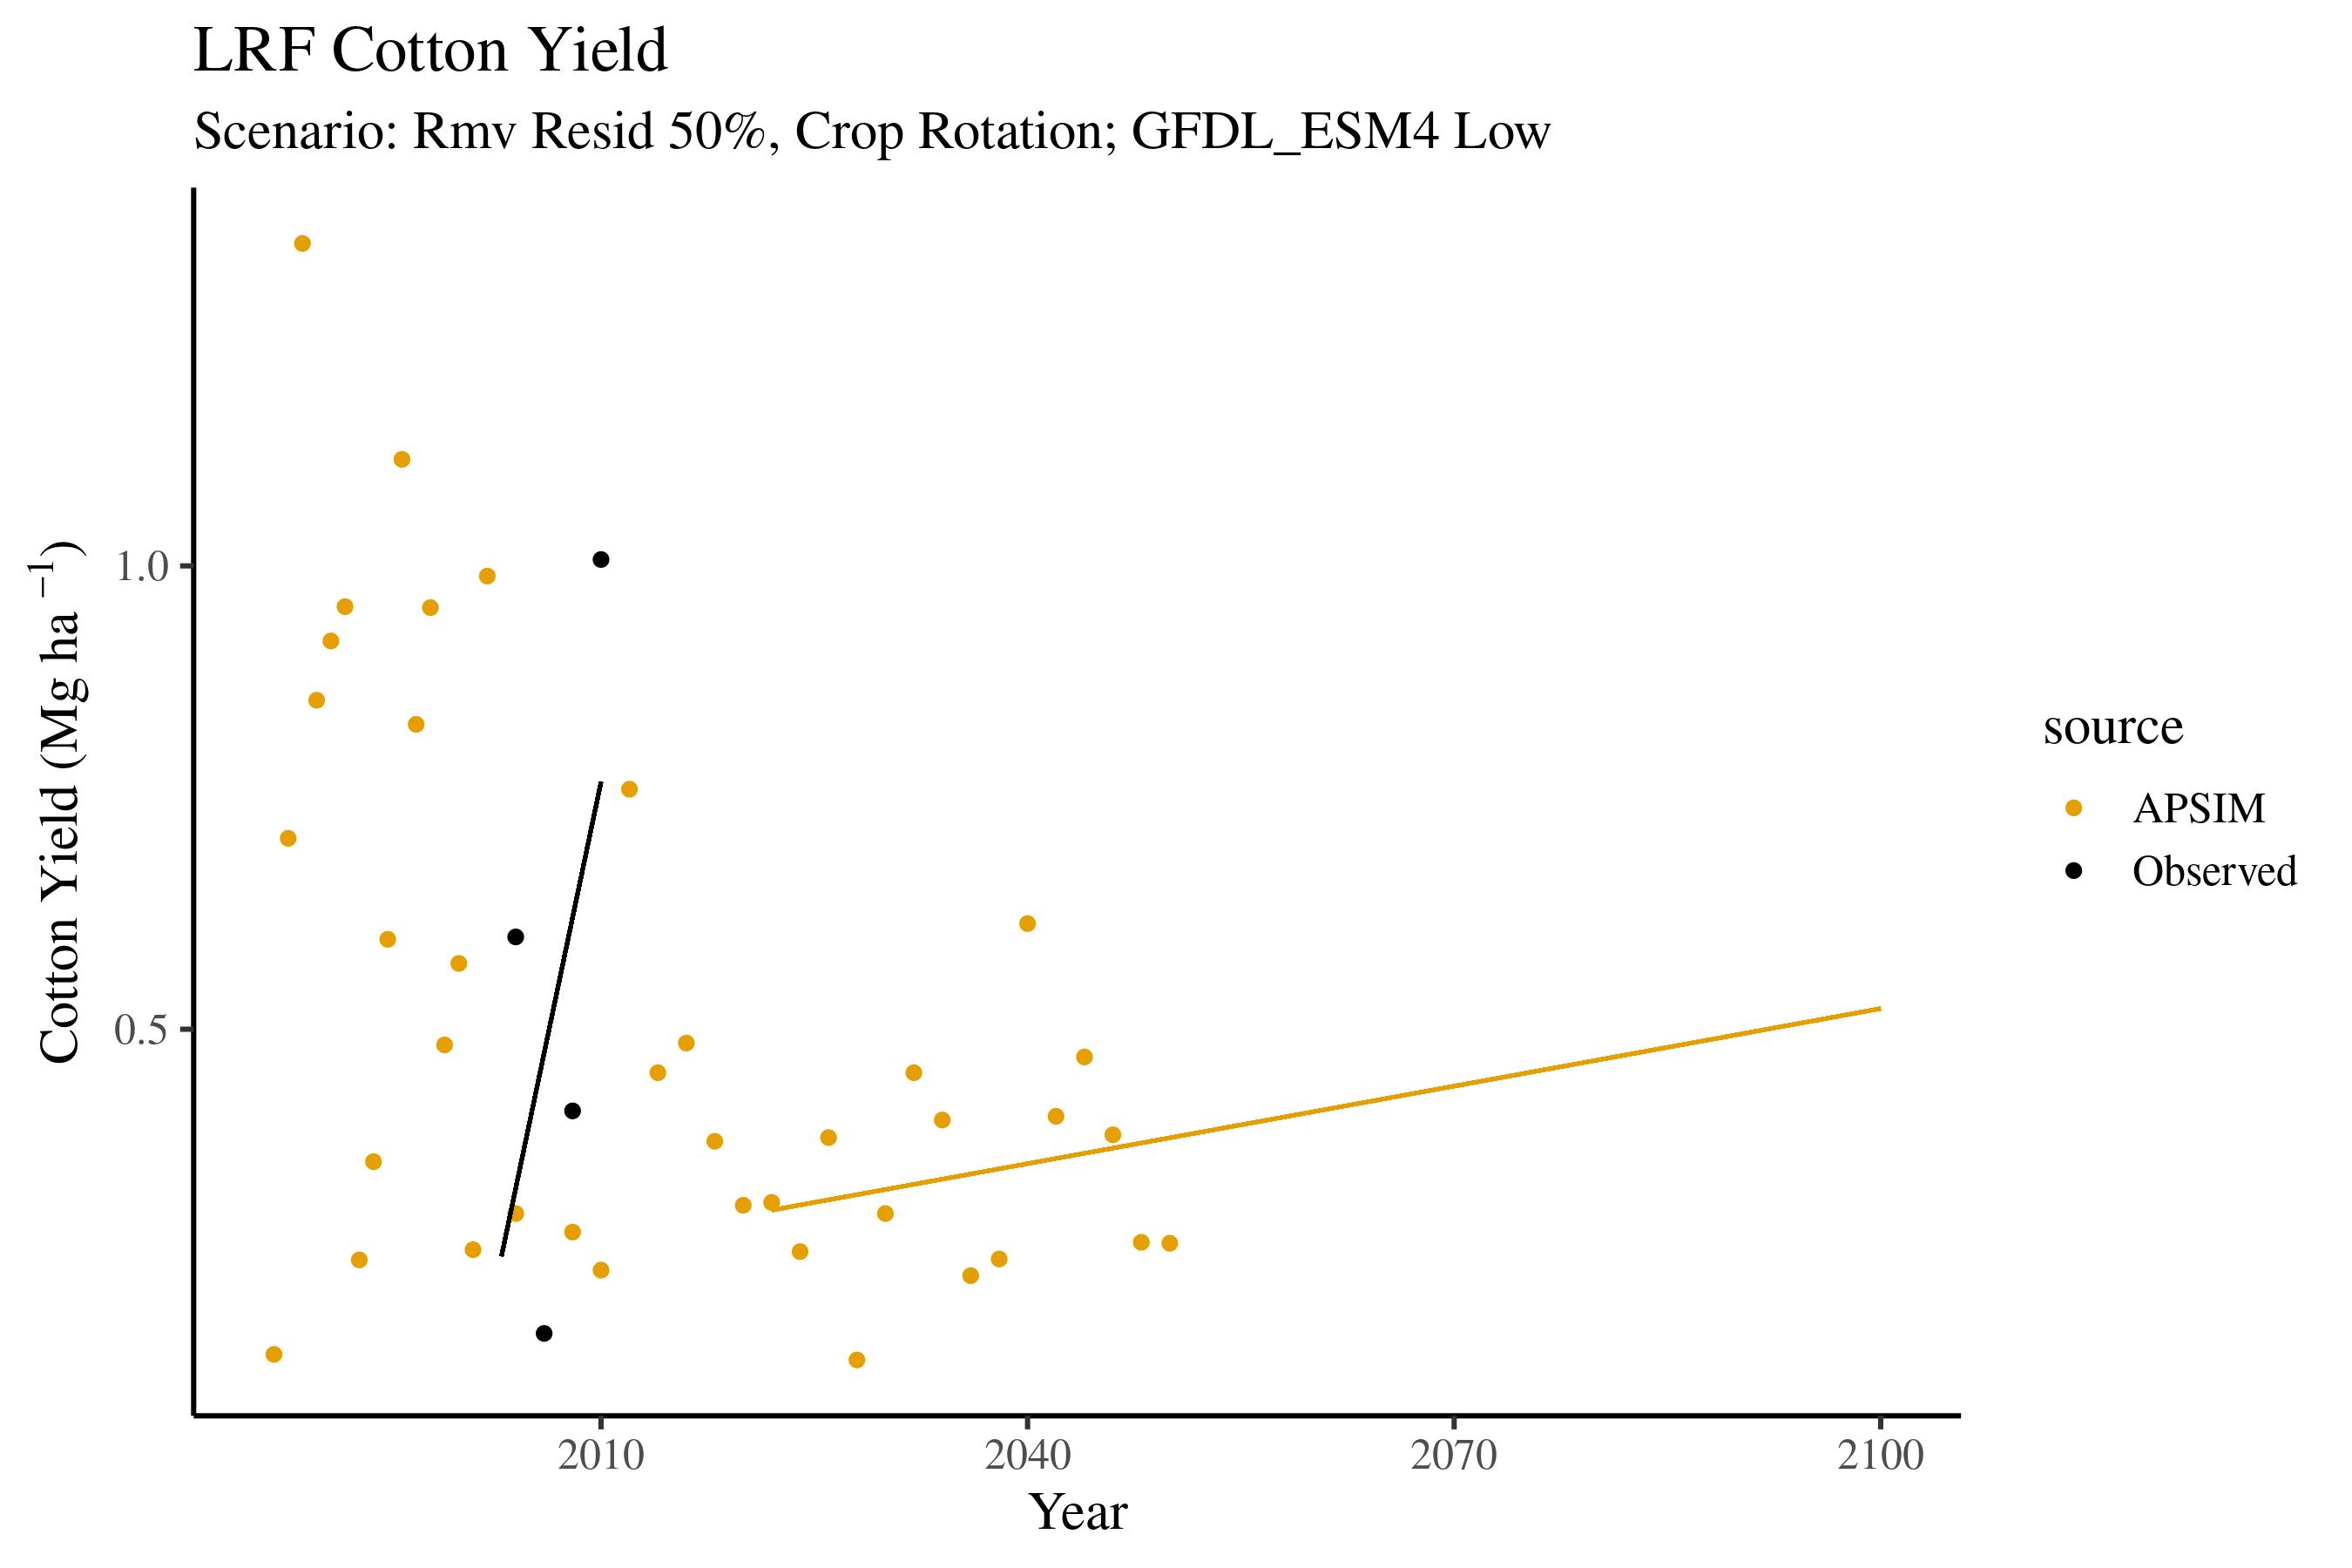 LRF Cotton Yield
Scenario: Rmv Resid 50%, Crop Rotation; GFDL_ESM4 Low
Cotton Yield (Mg ha −1)
1.0
0.5
2010 2040 2070 2100
Year
source
APSIM
Observed